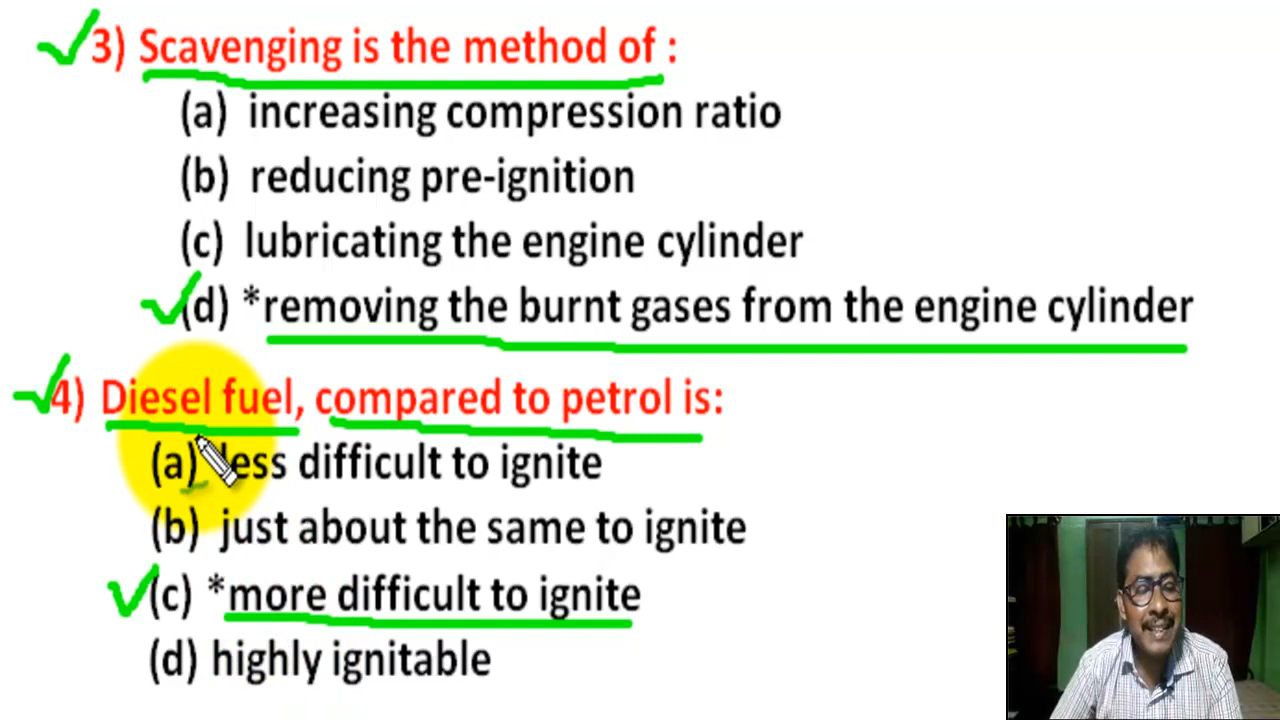 3) Scavenging is the method of :
(a) increasing compression ratio
(b) reducing pre-ignition
(c) lubricating the engine cylinder
(d) *removing the burnt gases from the engine cylinder
4) Diesel fuel, compared to petrol is:
(a) less difficult to ignite
(b) just about the same to ignite
(c) *more difficult to ignite
(d) highly ignitable